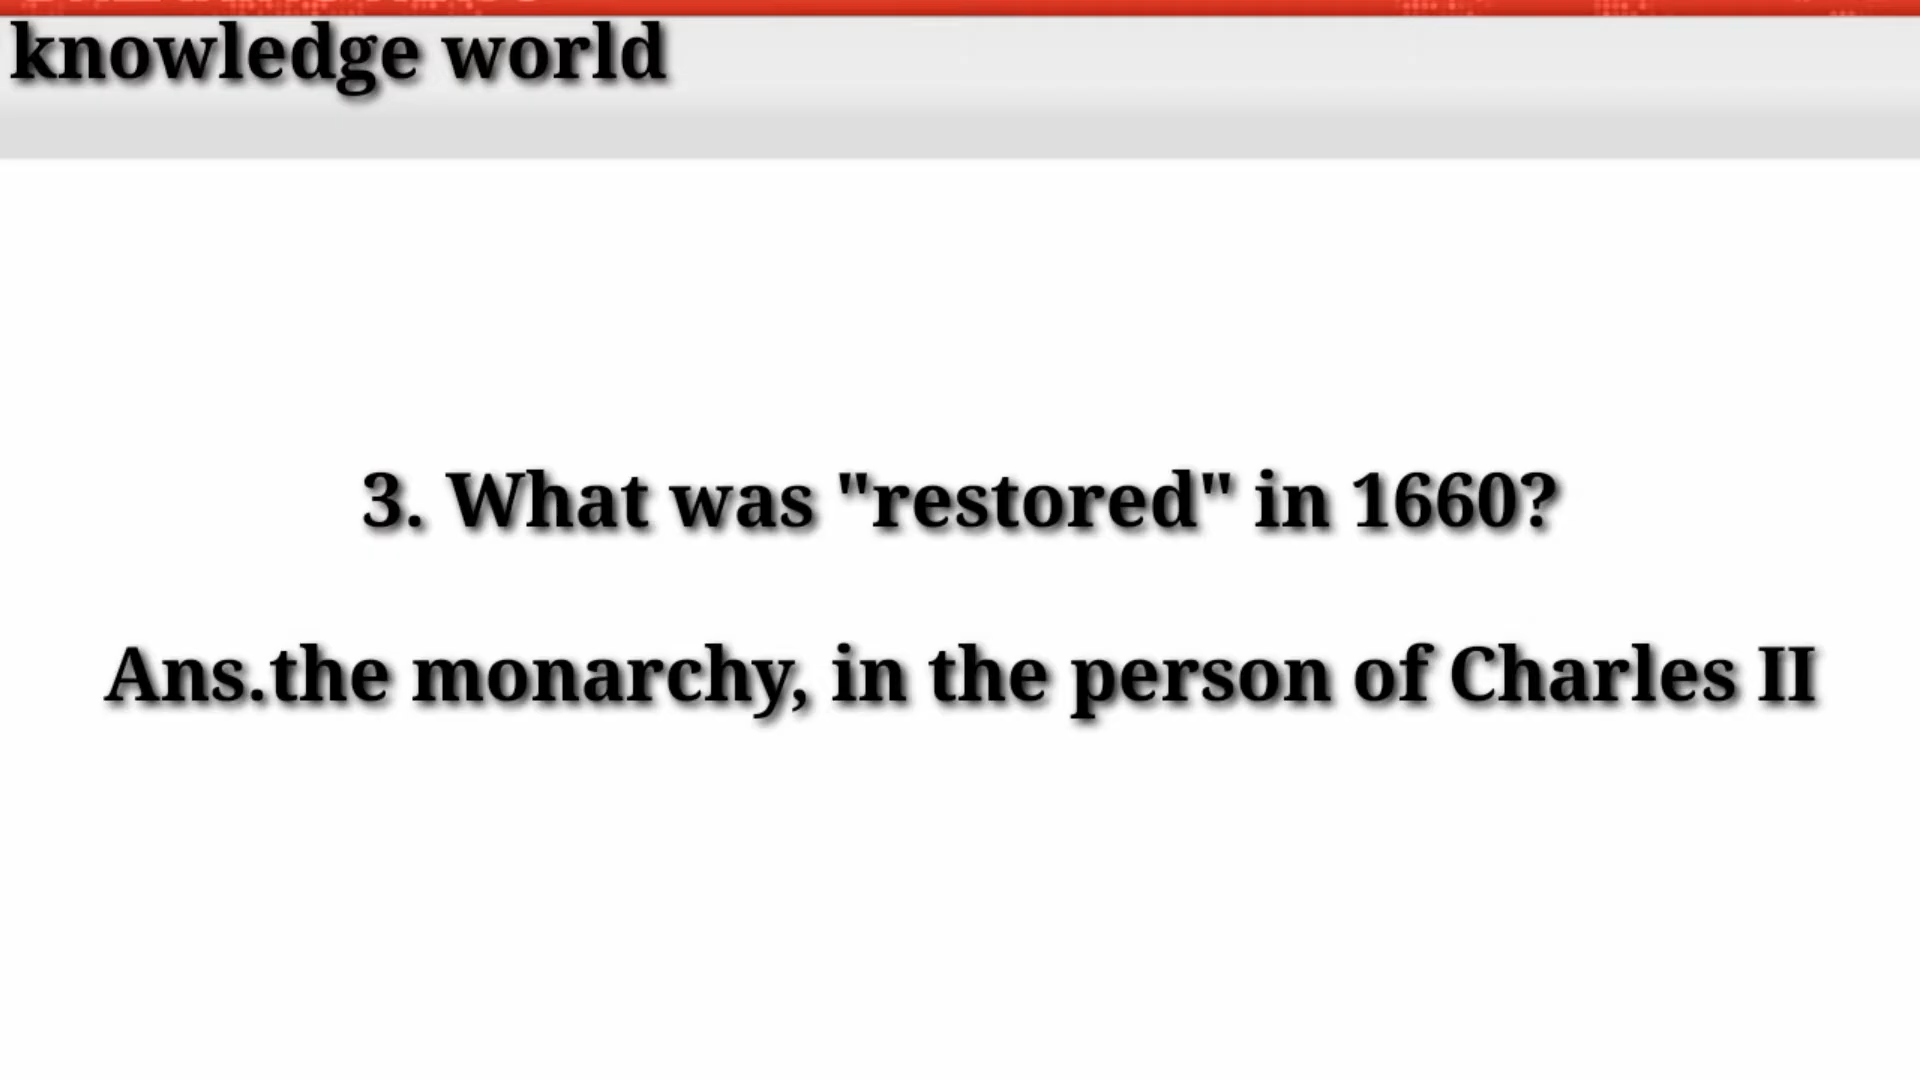 knowledge world
3. What was "restored" in 1660?
Ans.the monarchy, in the person of Charles II